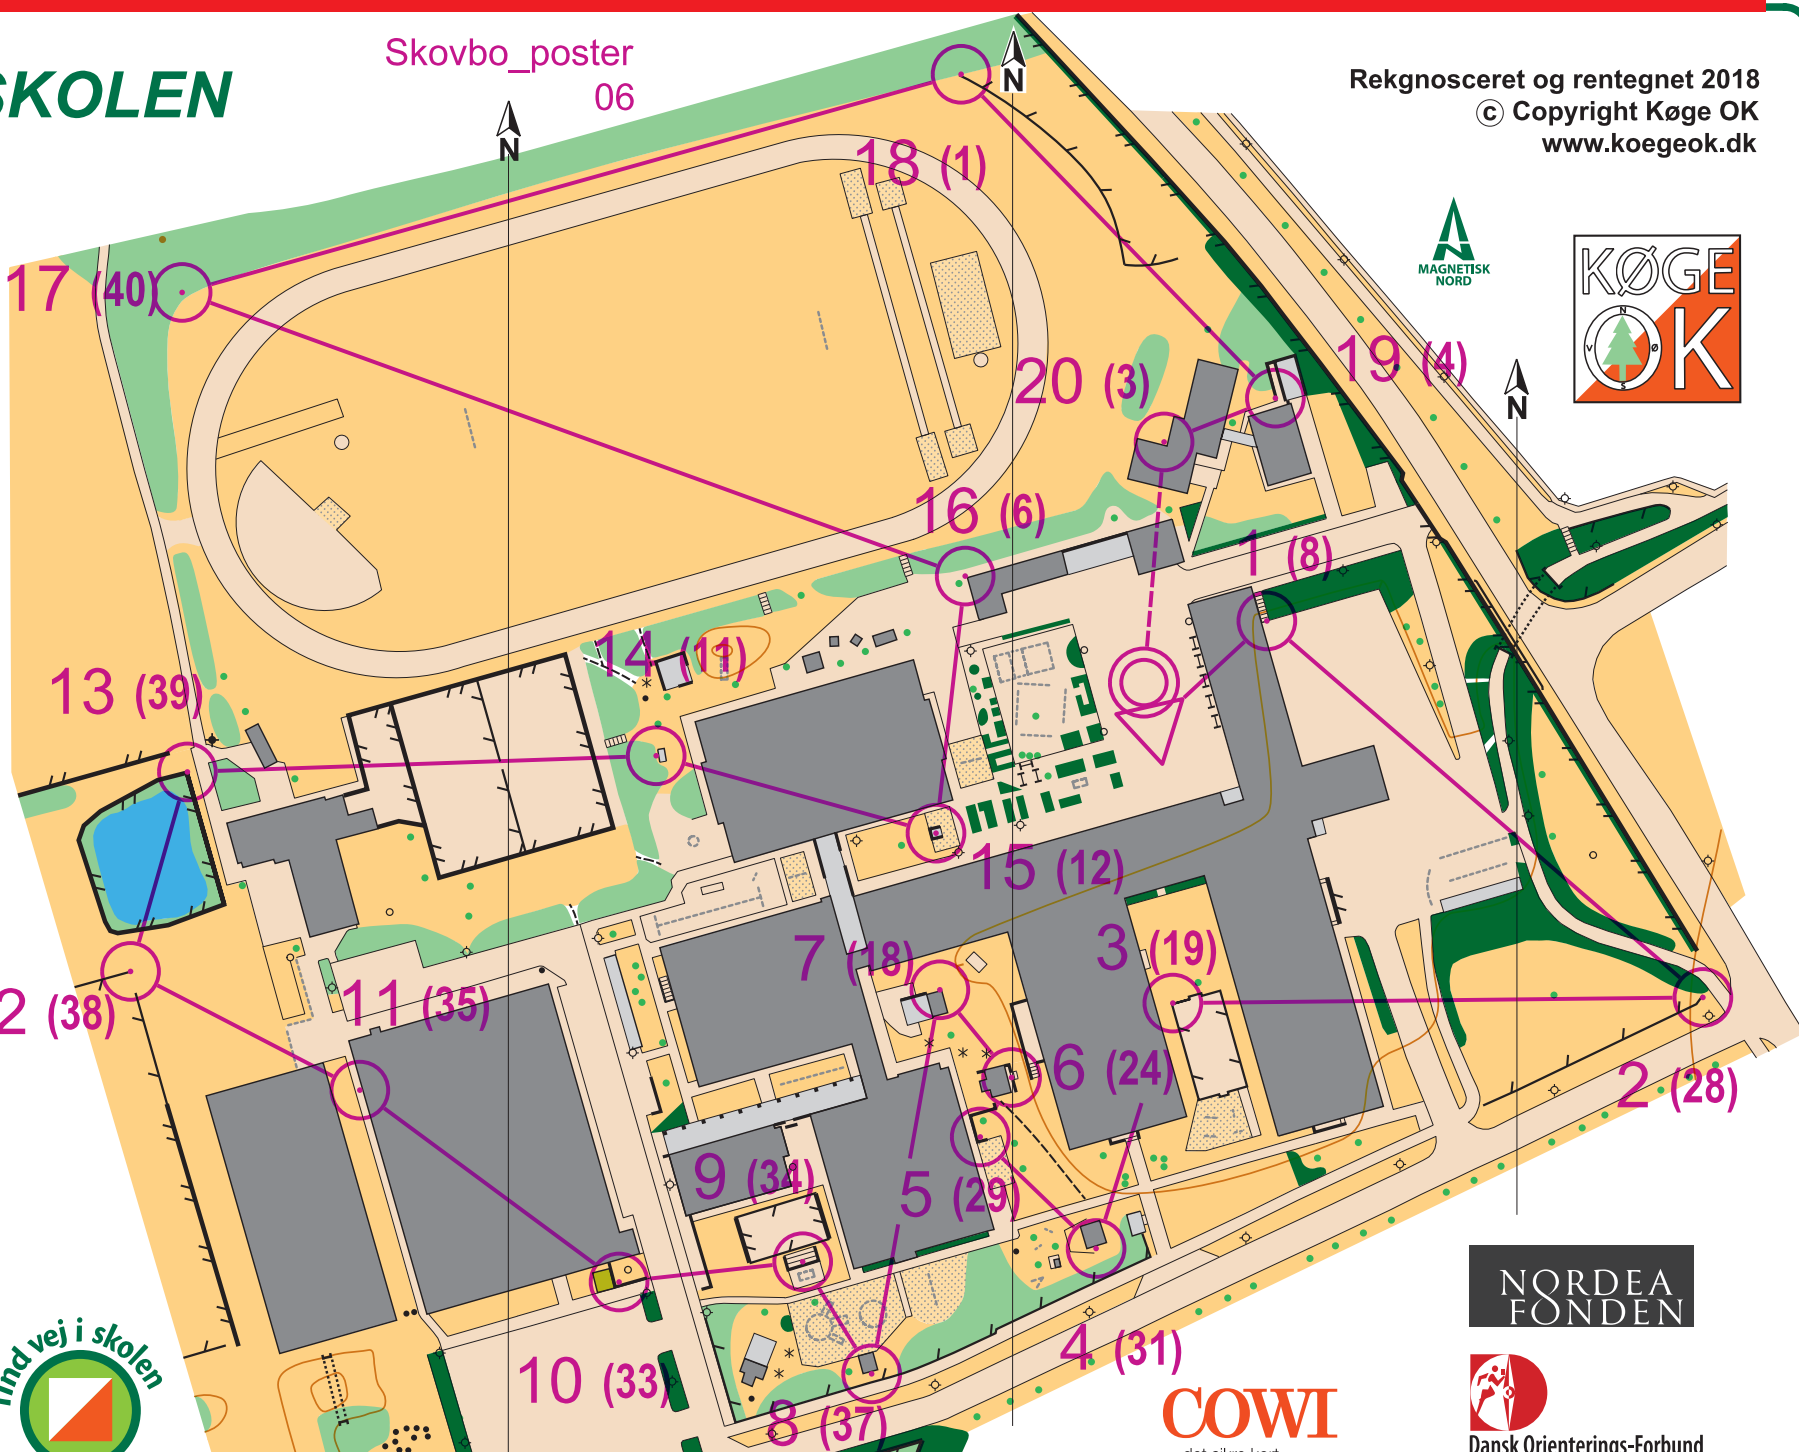 SKOLEN
Skovbo_poster
06
Rekgnosceret og rentegnet 2018
© Copyright Køge OK
www.koegeok.dk
N
N
N
MAGNETISK
NORD
KØGE
OK
N
V
Ø
S
18 (1)
17 (40)
19 (4)
20 (3)
16 (6)
1 (8)
14 (11)
13 (39)
15 (12)
7 (18)
3 (19)
2 (38)
11 (35)
6 (24)
2 (28)
9 (34)
5 (29)
4 (31)
10 (33)
8 (37)
find vej i skolen
NORDEA
FONDEN
COWI
Dansk Orienterings-Forbund